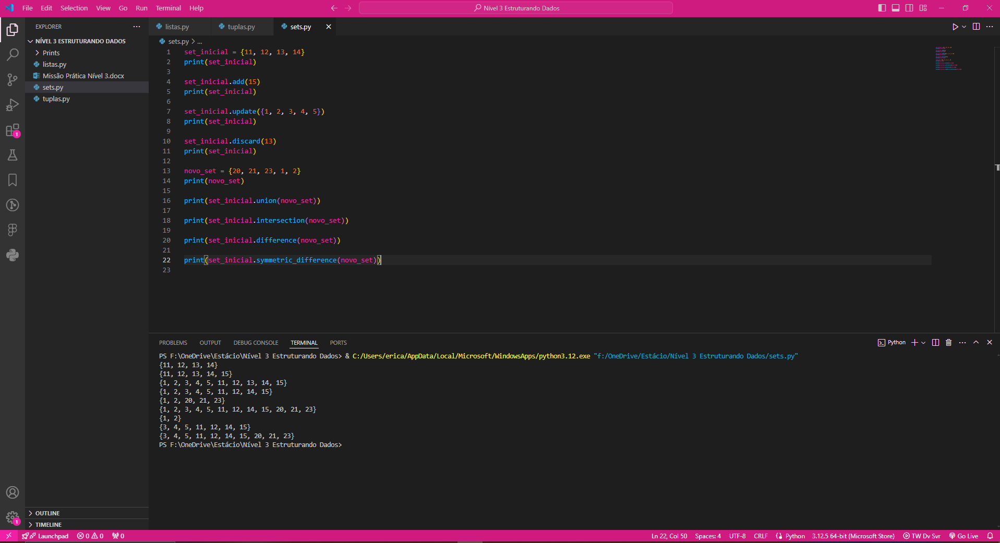 File Edit Selection View Go Run Terminal Help
Nível 3 Estruturando Dados
EXPLORER
NÍVEL 3 ESTRUTURANDO DADOS
Prints
listas.py
Missão Prática Nível 3.docx
sets.py
tuplas.py
OUTLINE
TIMELINE
1
1
listas.py tuplas.py sets.py
sets.py > ...
1 set_inicial = {11, 12, 13, 14}
2 print(set_inicial)
3
4 set_inicial.add(15)
5 print(set_inicial)
6
7 set_inicial.update({1, 2, 3, 4, 5})
8 print(set_inicial)
9
10 set_inicial.discard(13)
11 print(set_inicial)
12
13 novo_set = {20, 21, 23, 1, 2}
14 print(novo_set)
15
16 print(set_inicial.union(novo_set))
17
18 print(set_inicial.intersection(novo_set))
19
20 print(set_inicial.difference(novo_set))
21
22 print(set_inicial.symmetric_difference(novo_set))
23
PROBLEMS OUTPUT DEBUG CONSOLE TERMINAL PORTS
Python
PS F:\OneDrive\Estácio\Nível 3 Estruturando Dados> & C:/Users/erica/AppData/Local/Microsoft/WindowsApps/python3.12.exe "f:/OneDrive/Estácio/Nível 3 Estruturando Dados/sets.py"
{11, 12, 13, 14}
{11, 12, 13, 14, 15}
{1, 2, 3, 4, 5, 11, 12, 13, 14, 15}
{1, 2, 3, 4, 5, 11, 12, 14, 15}
{1, 2, 20, 21, 23}
{1, 2, 3, 4, 5, 11, 12, 14, 15, 20, 21, 23}
{1, 2}
{3, 4, 5, 11, 12, 14, 15}
{3, 4, 5, 11, 12, 14, 15, 20, 21, 23}
PS F:\OneDrive\Estácio\Nível 3 Estruturando Dados>
Launchpad 0 0 0 Ln 22, Col 50 Spaces: 4 UTF-8 CRLF Python 3.12.5 64-bit (Microsoft Store) TW Dv Svr Go Live